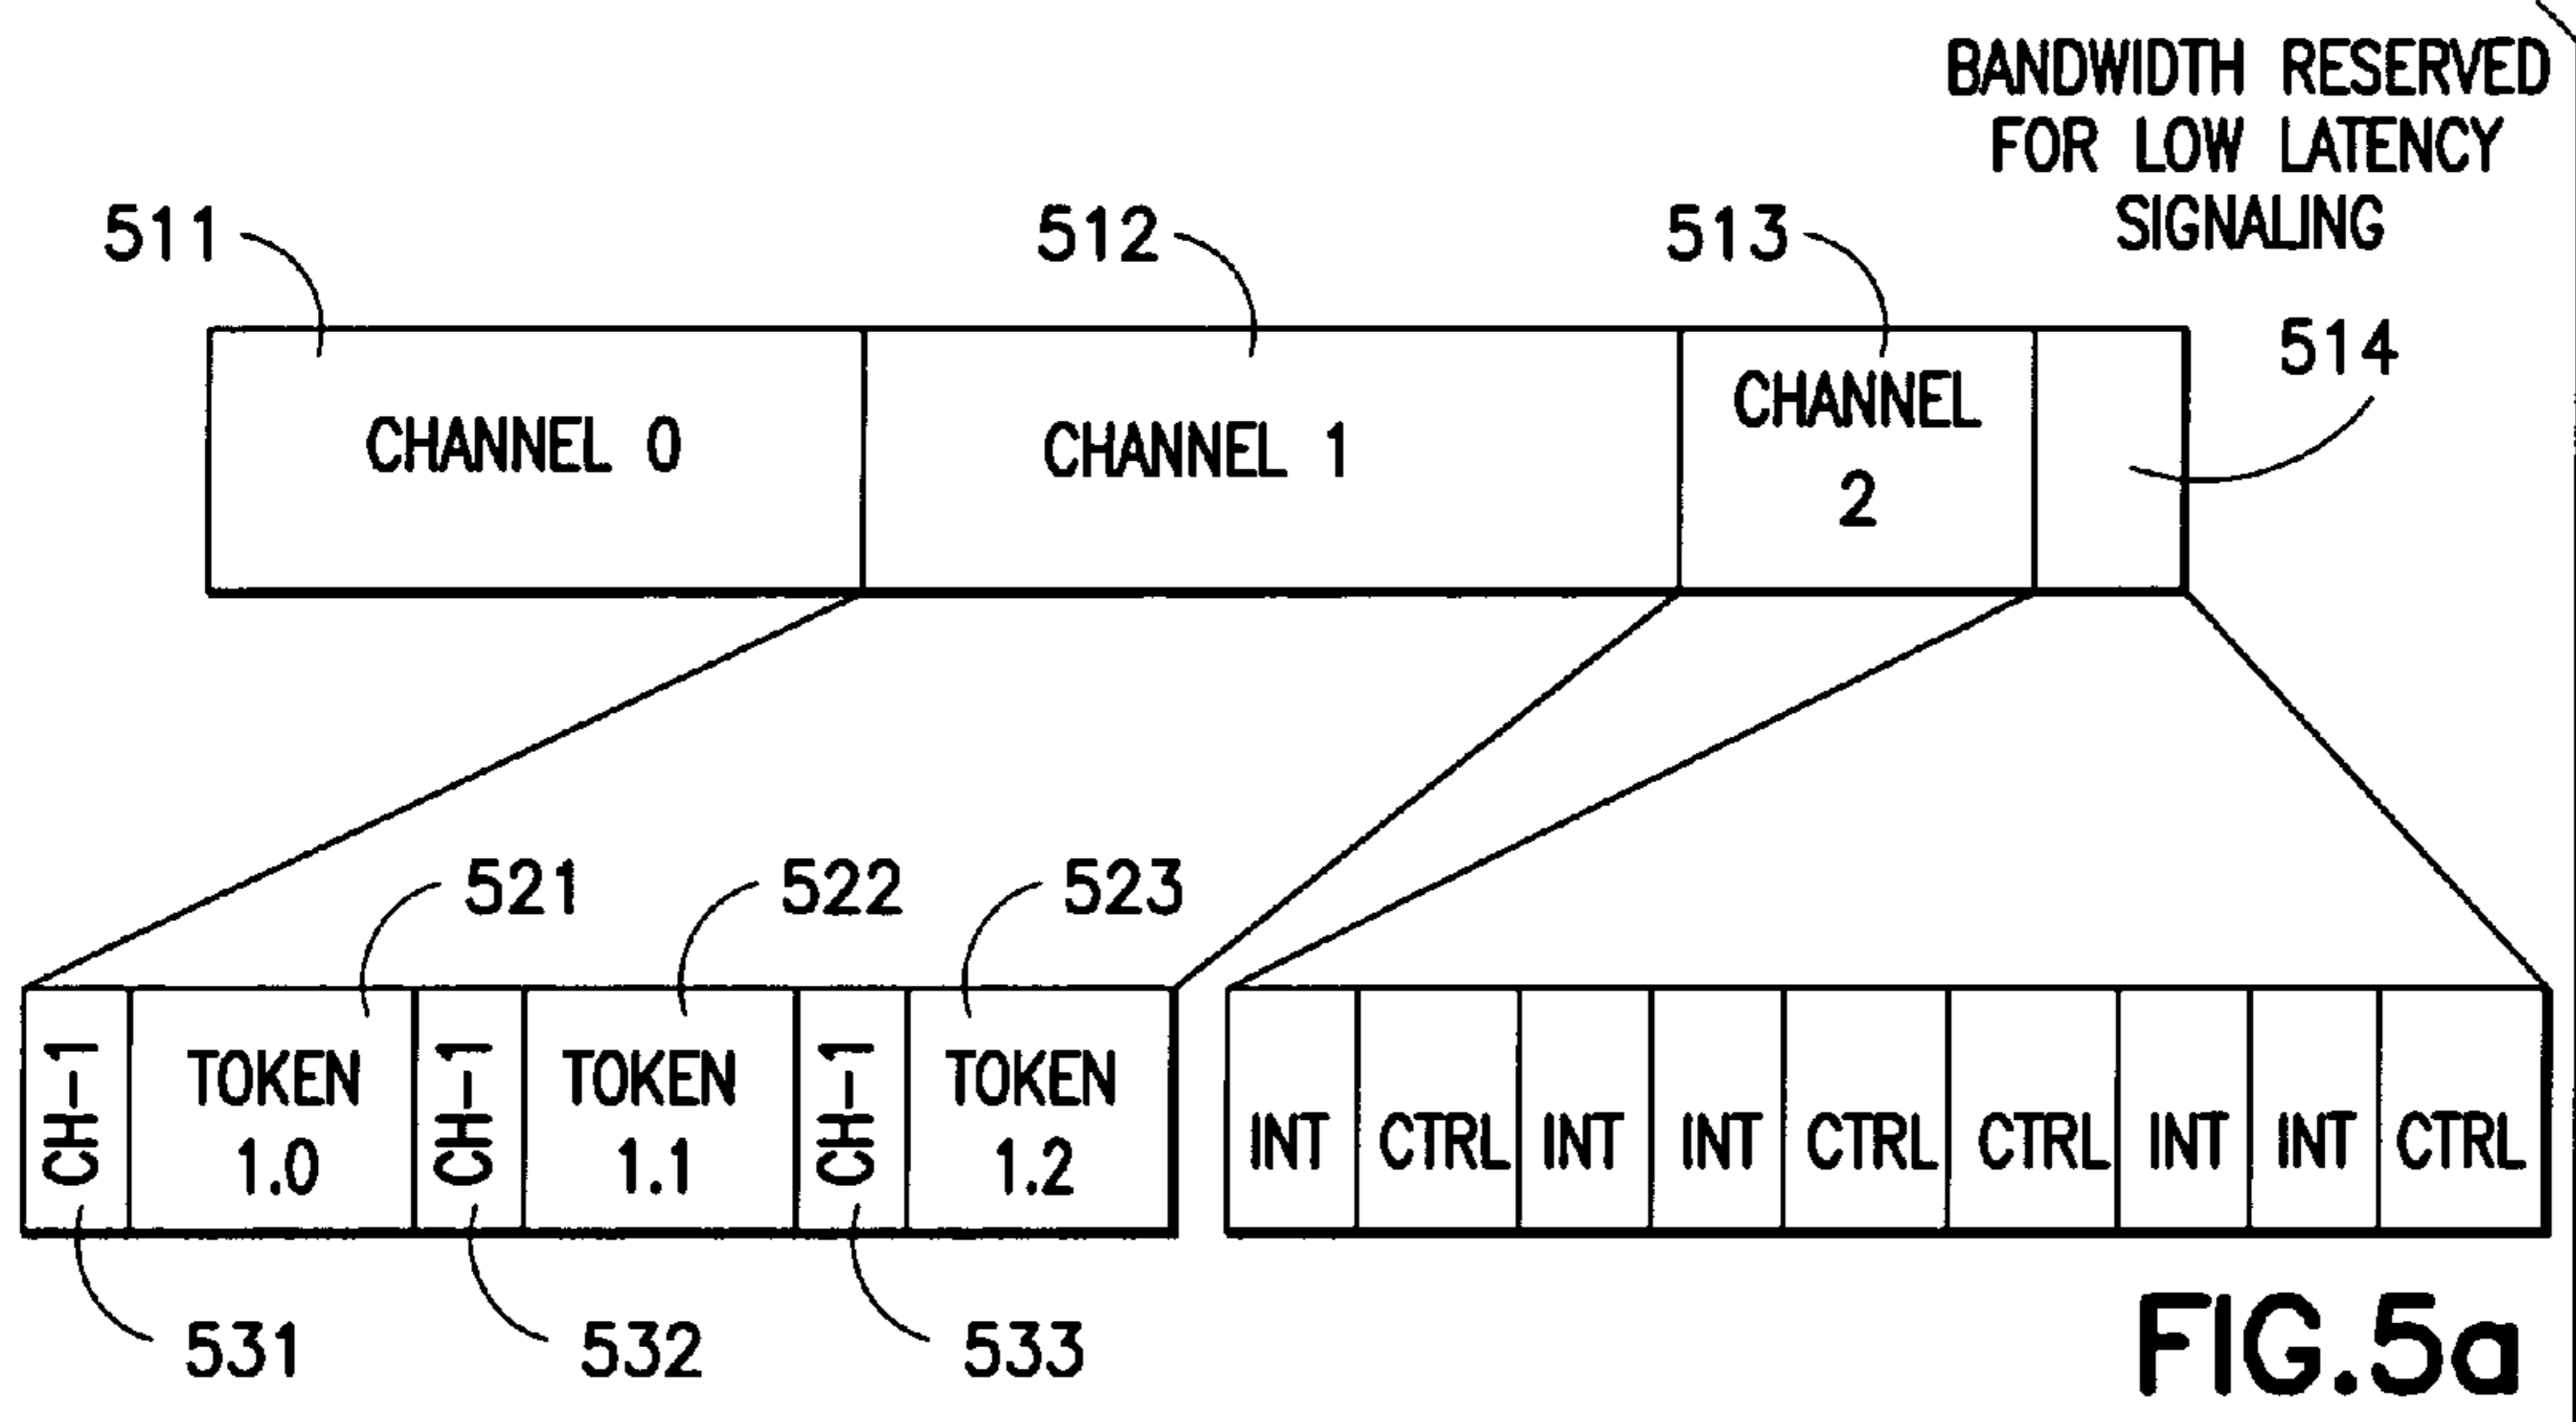 BANDWIDTH RESERVED
FOR LOW LATENCY
SIGNALING
511
512
513
514
CHANNEL 0
CHANNEL 1
CHANNEL
2
521
522
523
CH-1
TOKEN
1.0
CH-1
TOKEN
1.1
CH-1
TOKEN
1.2
INT
CTRL
INT
INT
CTRL
CTRL
INT
INT
CTRL
531
532
533
FIG.5a